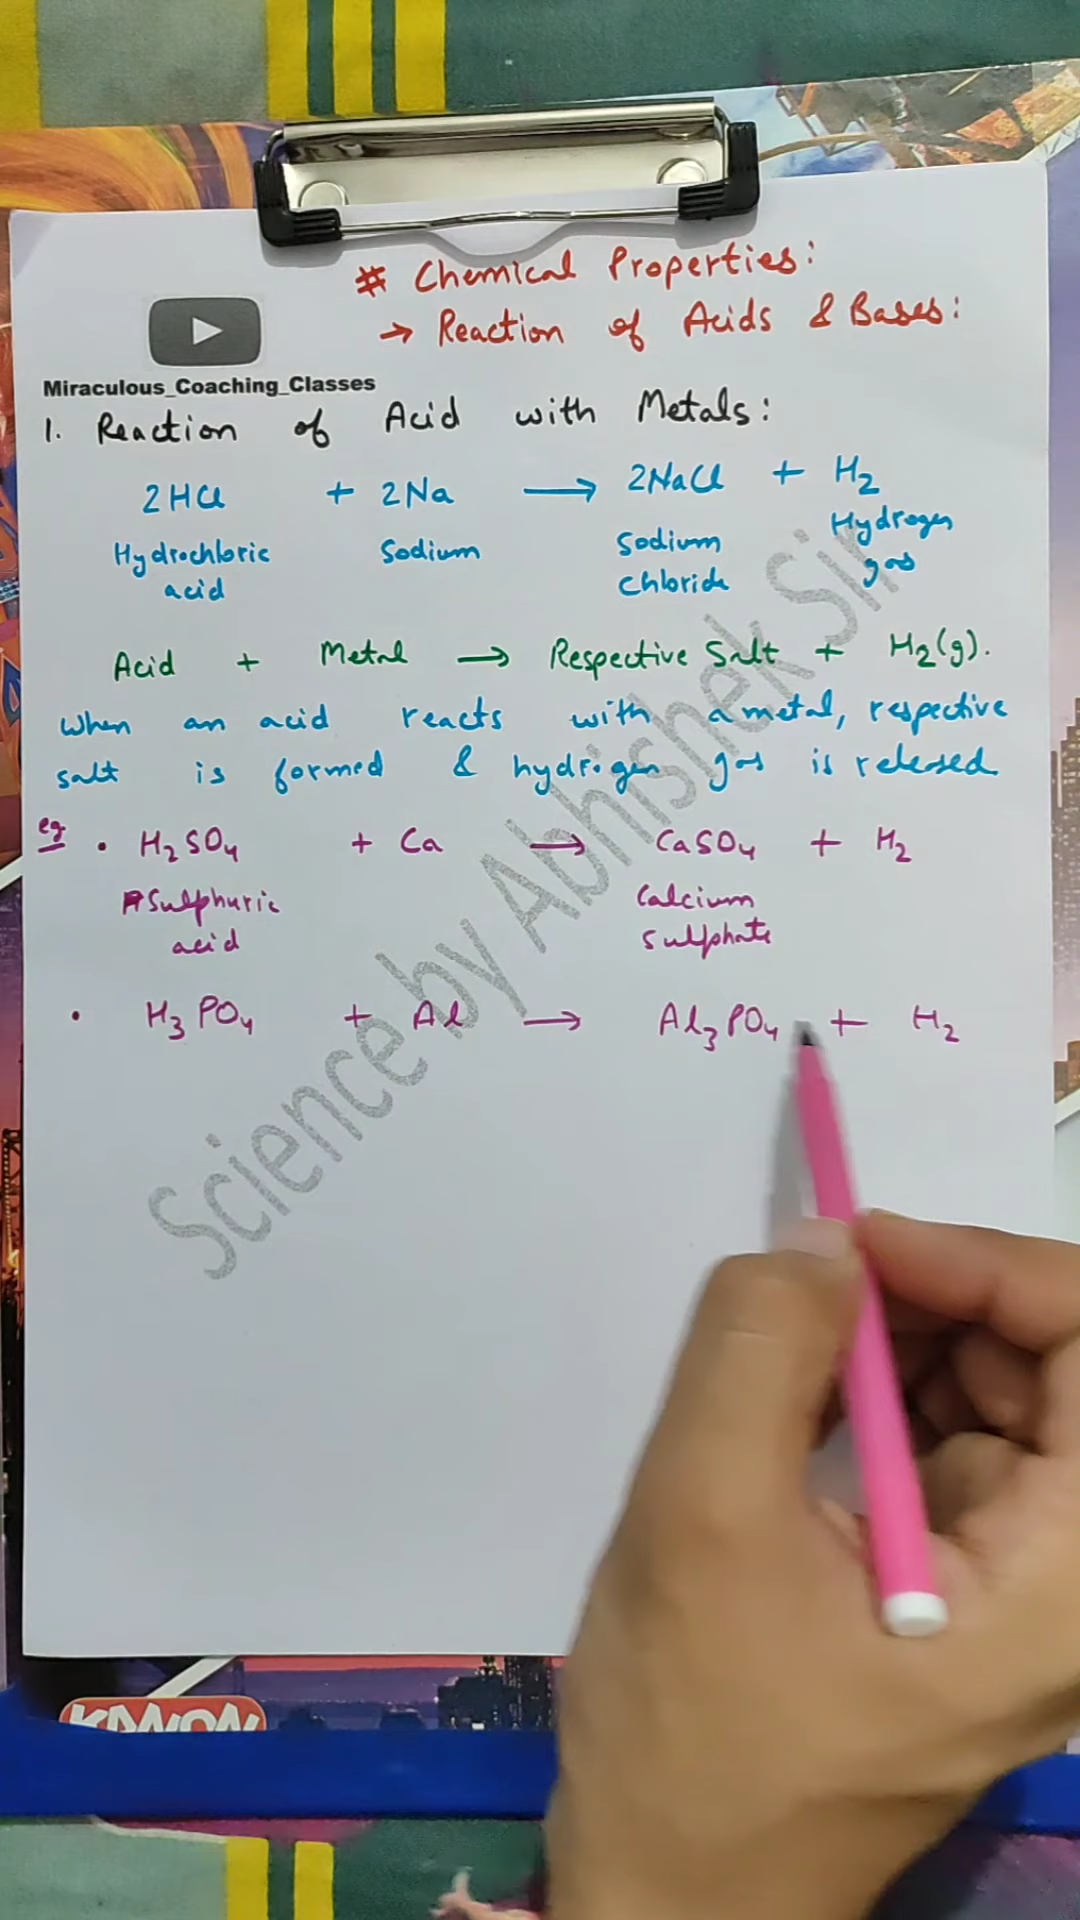 # Chemical Properties:
→ Reaction of Acids & Bases:
Miraculous_Coaching_Classes
1. Reaction of Acid with Metals:
2HCl + 2Na ⟶ 2NaCl + H₂
Hydrochloric acid Sodium Sodium chloride Hydrogen gas
Acid + Metal ⟶ Respective Salt + H₂(g).
When an acid reacts with a metal, respective
salt is formed & hydrogen gas is released
eg • H₂SO₄ + Ca ⟶ CaSO₄ + H₂
Sulphuric acid Calcium sulphate
• H₃PO₄ + Al ⟶ Al₃PO₄ + H₂
Science by Abhishek Sir